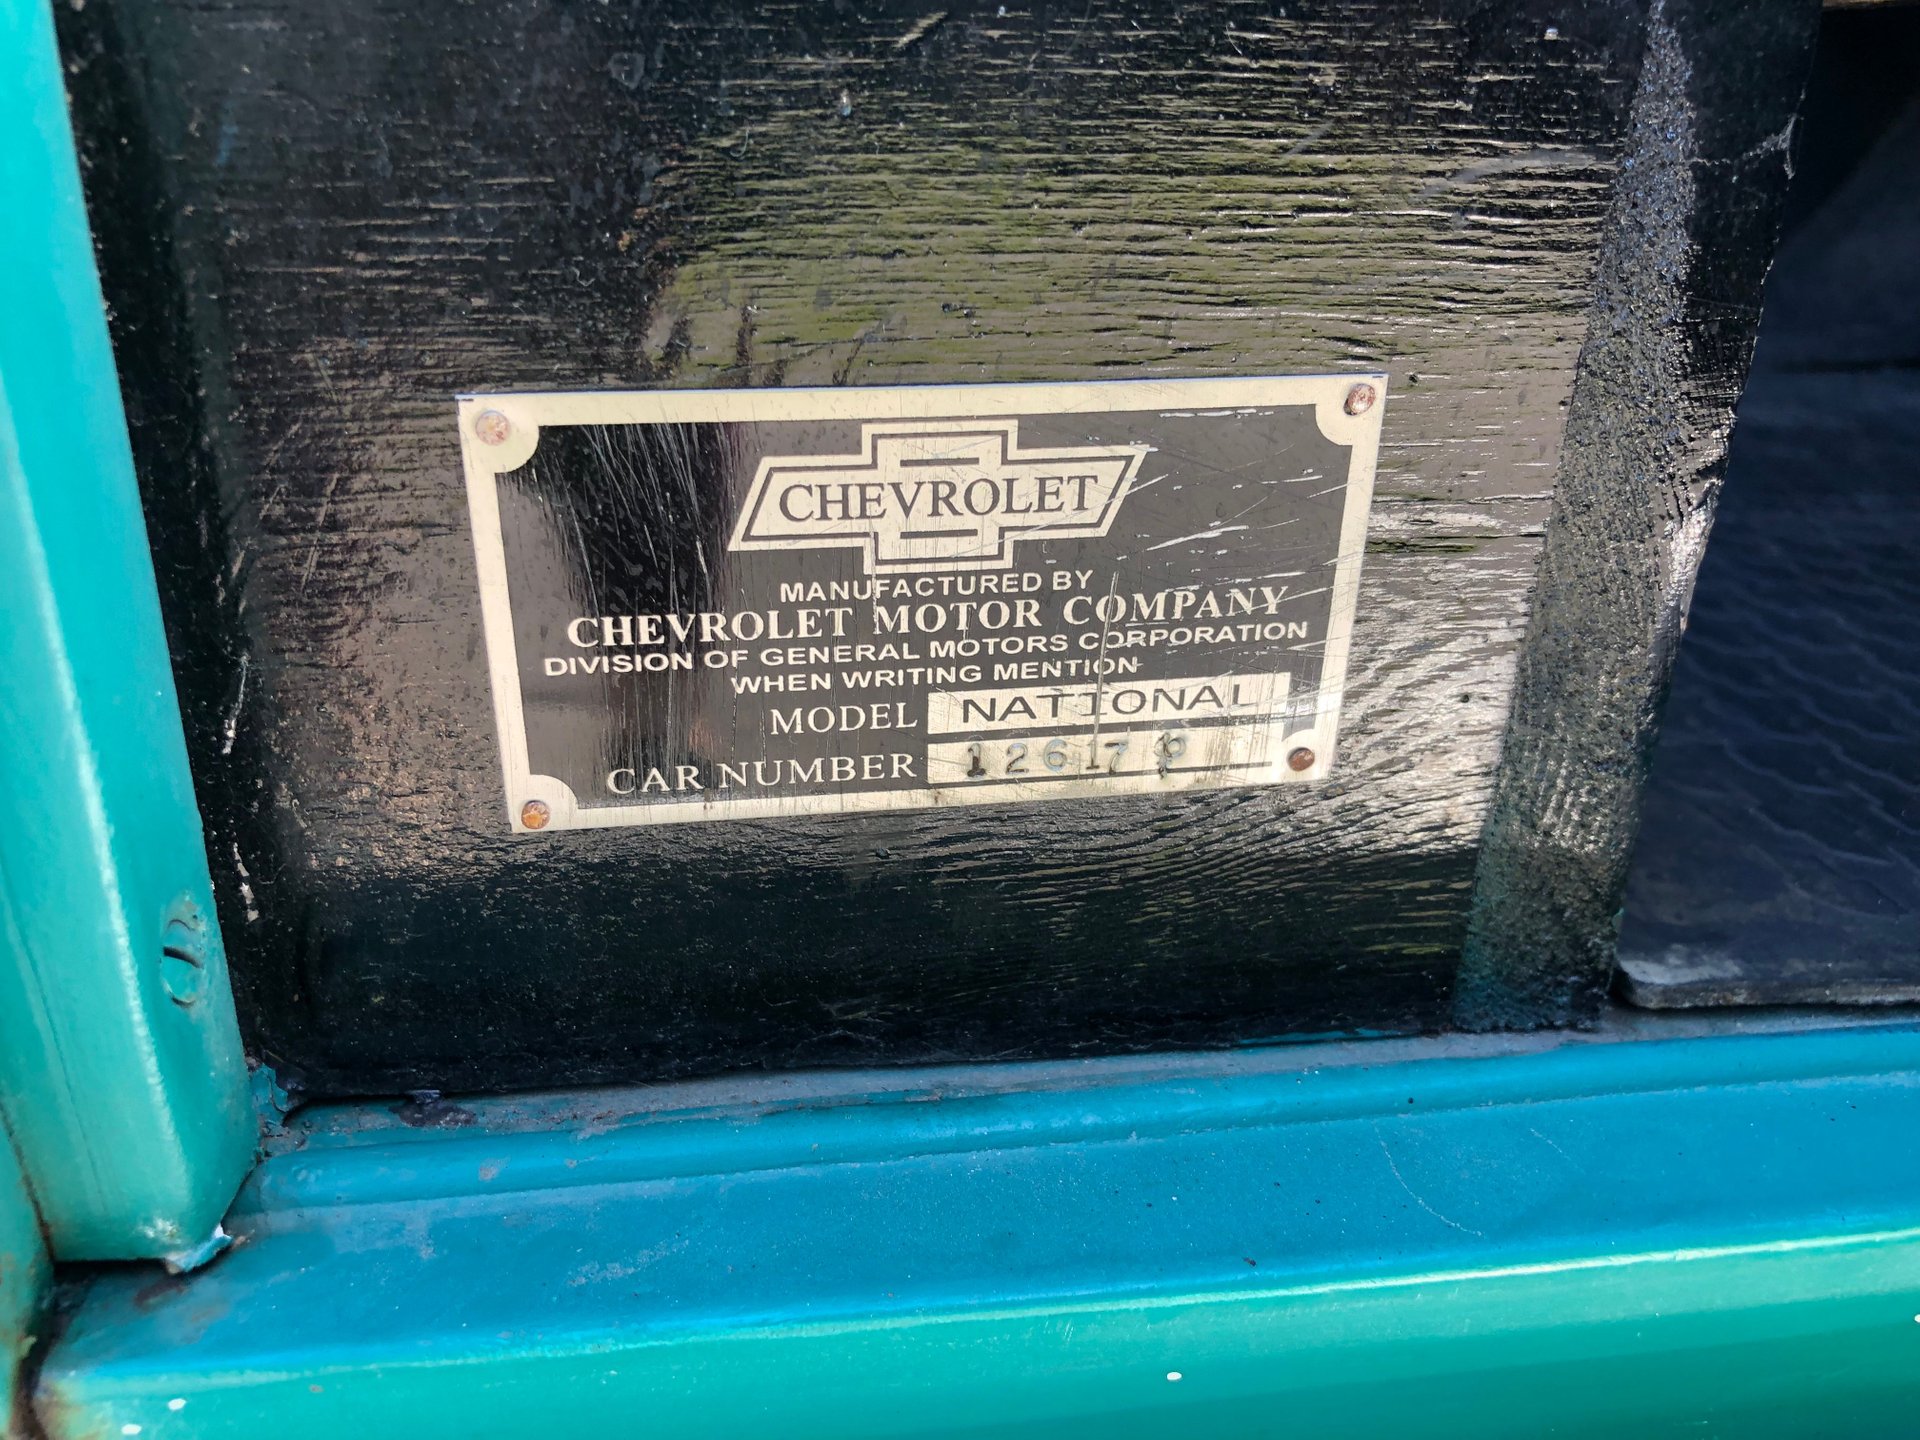 CHEVROLET
MANUFACTURED BY
CHEVROLET MOTOR COMPANY
DIVISION OF GENERAL MOTORS CORPORATION
WHEN WRITING MENTION
MODEL NATIONAL
CAR NUMBER